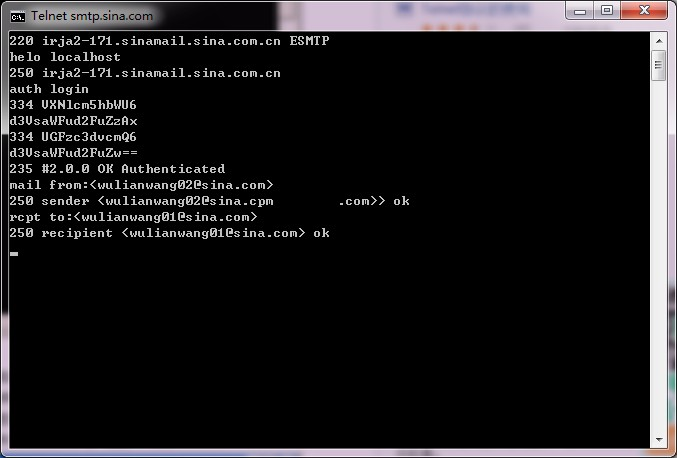 Telnet smtp.sina.com
220 irja2-171.sinamail.sina.com.cn ESMTP
helo localhost
250 irja2-171.sinamail.sina.com.cn
auth login
334 VXNlcm5hbWU6
d3VsaWFud2FuZzAx
334 UGFzc3dvcmQ6
d3VsaWFud2FuZw==
235 #2.0.0 OK Authenticated
mail from:<wulianwang02@sina.com>
250 sender <wulianwang02@sina.cpm        .com>> ok
rcpt to:<wulianwang01@sina.com>
250 recipient <wulianwang01@sina.com> ok